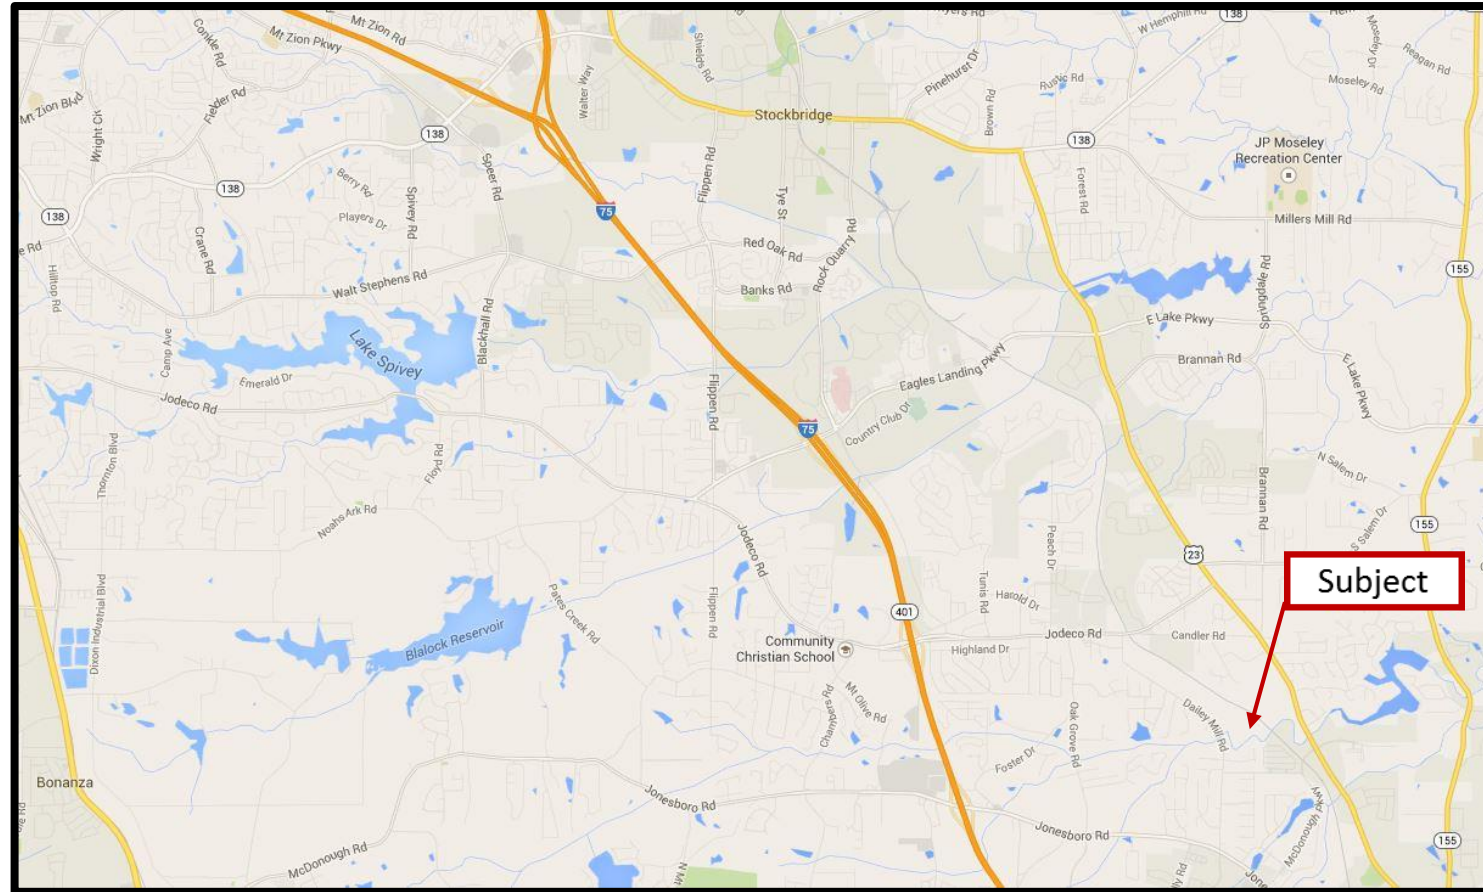 Mt Zion Rd
Mt Zion Pkwy
Conkle Rd
Fielder Rd
Mt Zion Blvd
Wright Cir
138
138
138
Berry Rd
Players Dr
Spivey Rd
Speer Rd
Crane Rd
Hilltop Rd
Walter Way
Shields Rd
Stockbridge
Pinehurst Dr
Brown Rd
Rustic Rd
W Hemphill Rd
138
Moseley Dr
Reagan Rd
Moseley Rd
138
JP Moseley
Recreation Center
Forest Rd
Millers Mill Rd
75
Flippen Rd
Tye St
Red Oak Rd
Rock Quarry Rd
Banks Rd
Walt Stephens Rd
Blackhall Rd
Lake Spivey
Camp Ave
Emerald Dr
Jodeco Rd
Springdale Rd
155
E Lake Pkwy
Brannan Rd
E Lake Pkwy
Eagles Landing Pkwy
Country Club Dr
75
Flippen Rd
Thornton Blvd
Floyd Rd
Noahs Ark Rd
N Salem Dr
Brannan Rd
S Salem Dr
155
Jodeco Rd
Peach Dr
23
Subject
Dixon Industrial Blvd
Blalock Reservoir
Pates Creek Rd
Flippen Rd
Tunis Rd
Harold Dr
401
Community
Christian School
Highland Dr
Jodeco Rd
Candler Rd
Chambers Rd
Mt Olive Rd
Oak Grove Rd
Dailey Mill Rd
Foster Dr
Bonanza
Jonesboro Rd
Jonesboro Rd
McDonough Pkwy
155
McDonough Rd